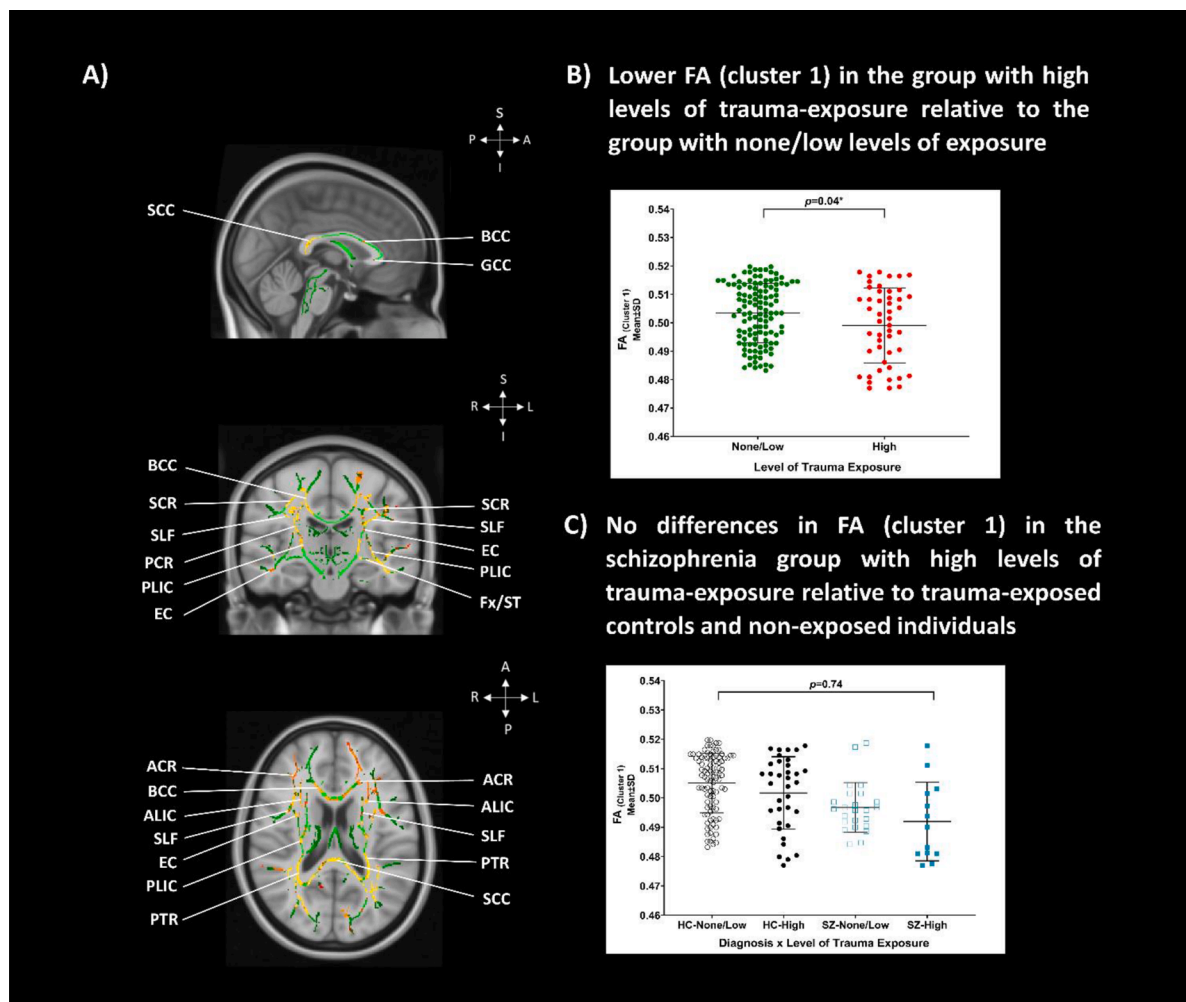 A)
S
P A
I
SCC
BCC
GCC
S
R L
I
BCC
SCR
SLF
PCR
PLIC
EC
SCR
SLF
EC
PLIC
Fx/ST
A
R L
P
ACR
BCC
ALIC
SLF
EC
PLIC
PTR
ACR
ALIC
SLF
PTR
SCC
B) Lower FA (cluster 1) in the group with high
levels of trauma-exposure relative to the
group with none/low levels of exposure
p=0.04*
0.54
0.53
0.52
0.51
0.50
0.49
0.48
0.47
0.46
FA (Cluster 1)
Mean±SD
None/Low High
Level of Trauma Exposure
C) No differences in FA (cluster 1) in the
schizophrenia group with high levels of
trauma-exposure relative to trauma-exposed
controls and non-exposed individuals
p=0.74
0.54
0.53
0.52
0.51
0.50
0.49
0.48
0.47
0.46
FA (Cluster 1)
Mean±SD
HC-None/Low HC-High SZ-None/Low SZ-High
Diagnosis x Level of Trauma Exposure